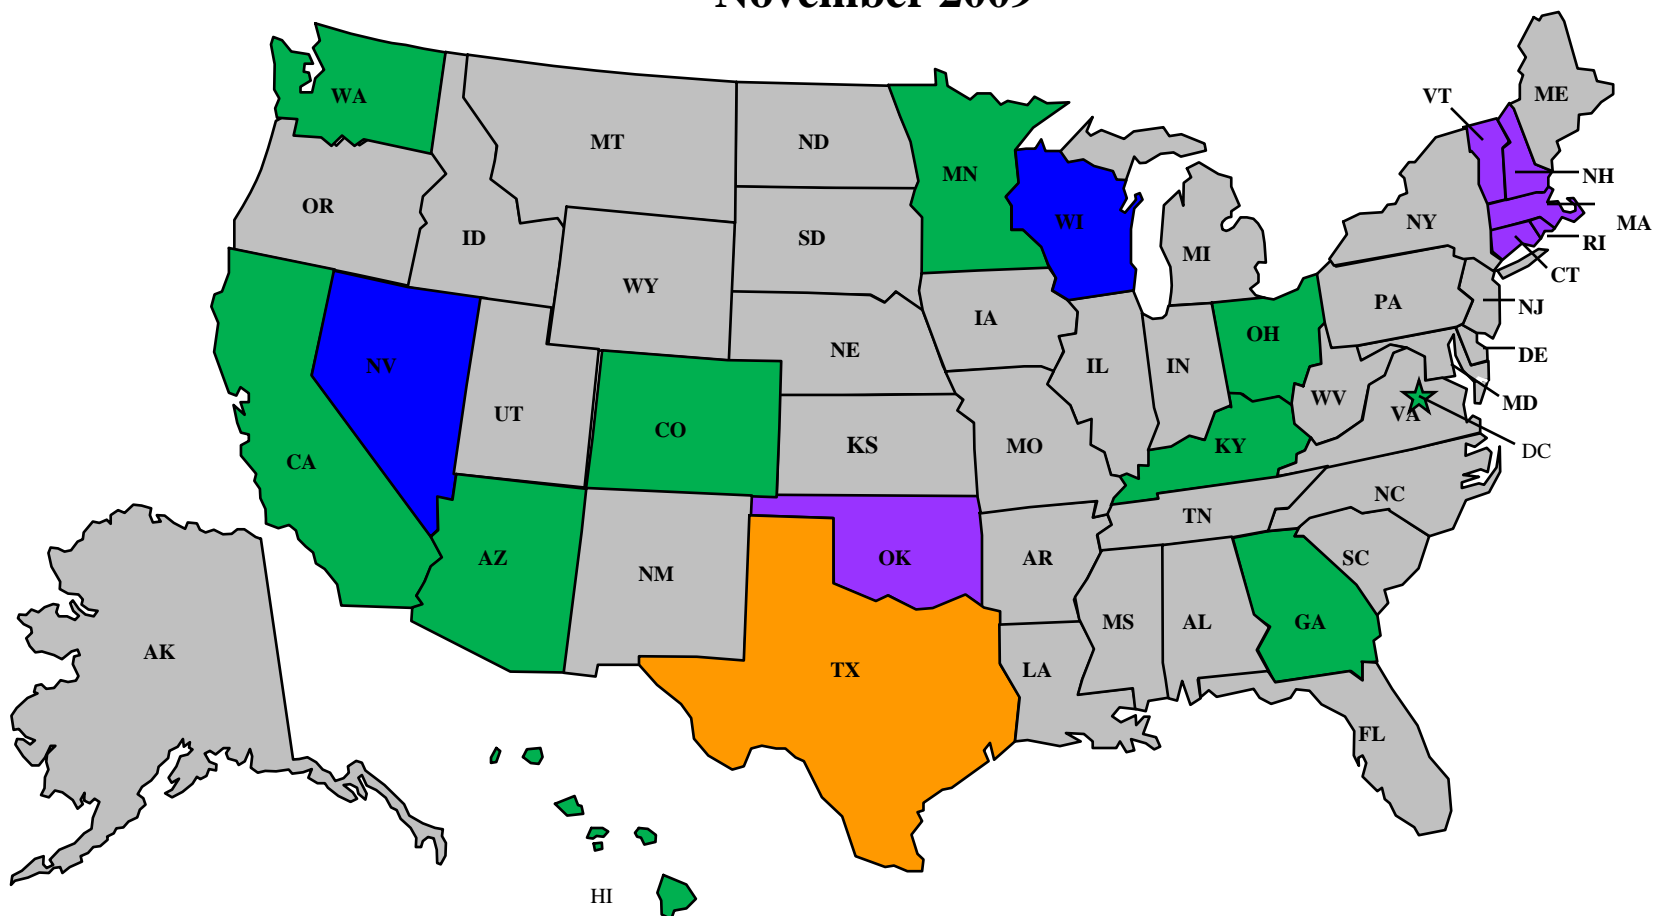 November 2009
WA
MT
ND
MN
VT
ME
OR
ID
SD
WI
MI
NY
NH
MA
RI
CT
WY
IA
PA
NJ
NV
NE
IL
IN
OH
DE
UT
CO
KS
MO
KY
WV
VA
MD
DC
CA
AZ
NM
OK
AR
TN
NC
SC
AK
TX
LA
MS
AL
GA
FL
HI